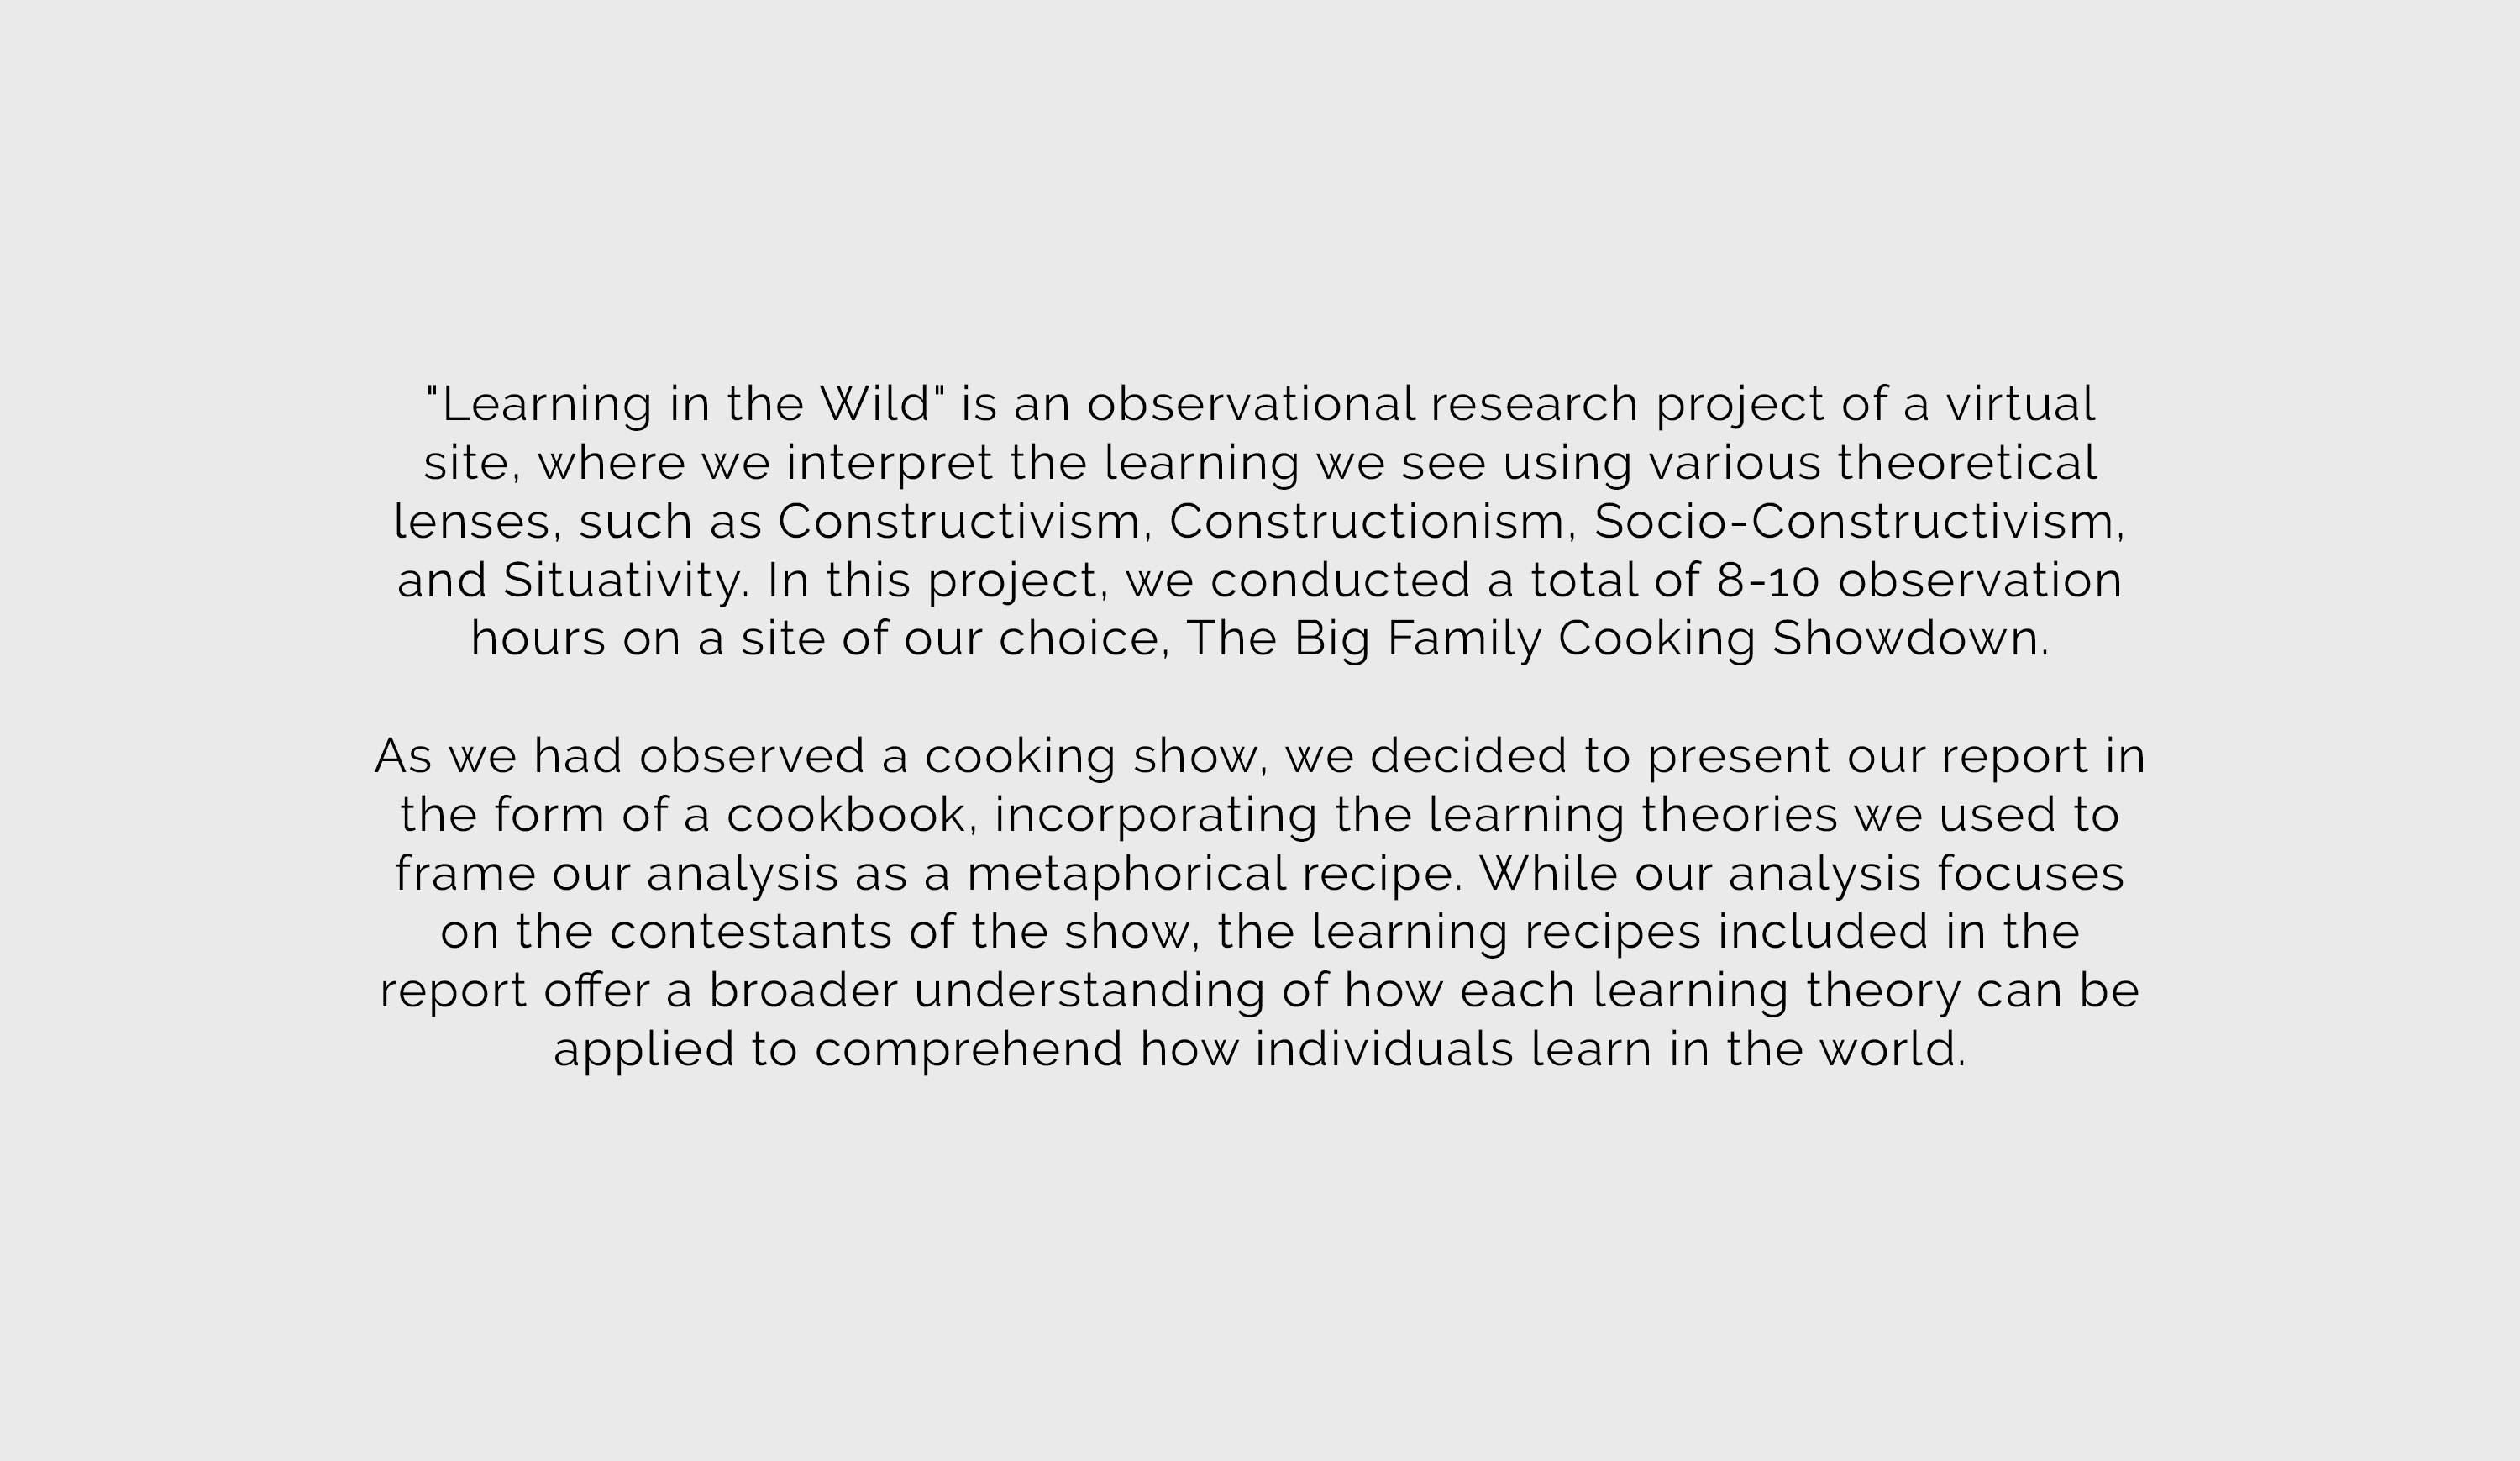 "Learning in the Wild" is an observational research project of a virtual
site, where we interpret the learning we see using various theoretical
lenses, such as Constructivism, Constructionism, Socio-Constructivism,
and Situativity. In this project, we conducted a total of 8-10 observation
hours on a site of our choice, The Big Family Cooking Showdown.
As we had observed a cooking show, we decided to present our report in
the form of a cookbook, incorporating the learning theories we used to
frame our analysis as a metaphorical recipe. While our analysis focuses
on the contestants of the show, the learning recipes included in the
report offer a broader understanding of how each learning theory can be
applied to comprehend how individuals learn in the world.